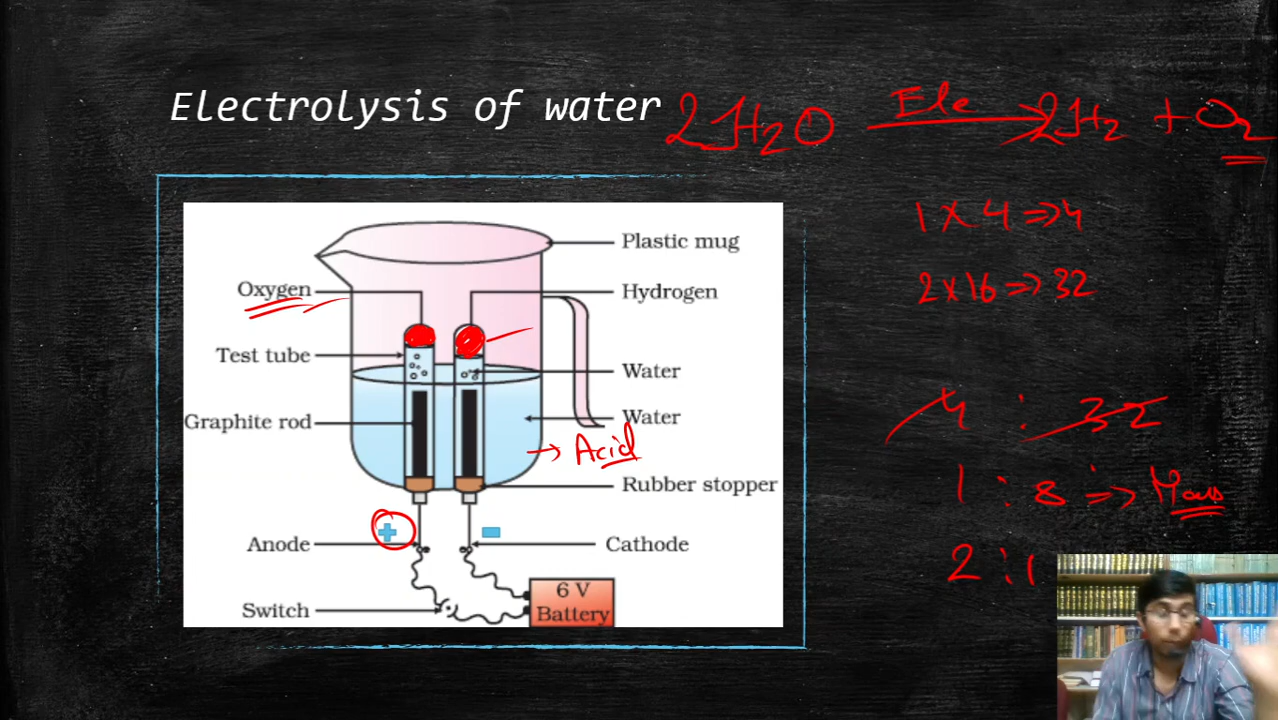 Electrolysis of water
2H2O Ele → 2H2 + O2
1 x 4 => 4
2 x 16 => 32
Plastic mug
Oxygen
Hydrogen
Test tube
Water
Graphite rod
Water
→ Acid
Rubber stopper
+ -
Anode
Cathode
Switch
6 V
Battery
4 : 32
1 : 8 => Mass
2 : 1